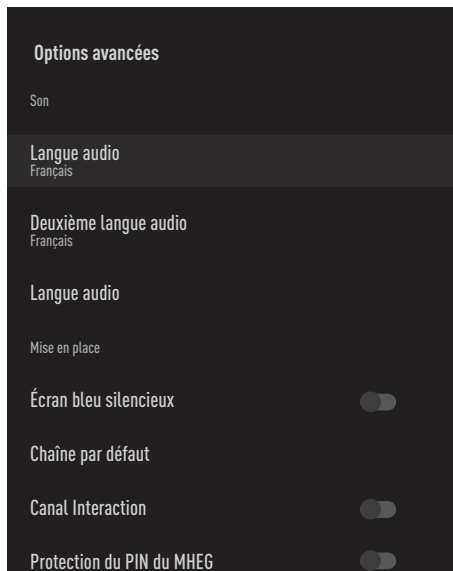 Options avancées
Son
Langue audio
Français
Deuxième langue audio
Français
Langue audio
Mise en place
Écran bleu silencieux
Chaîne par défaut
Canal Interaction
Protection du PIN du MHEG